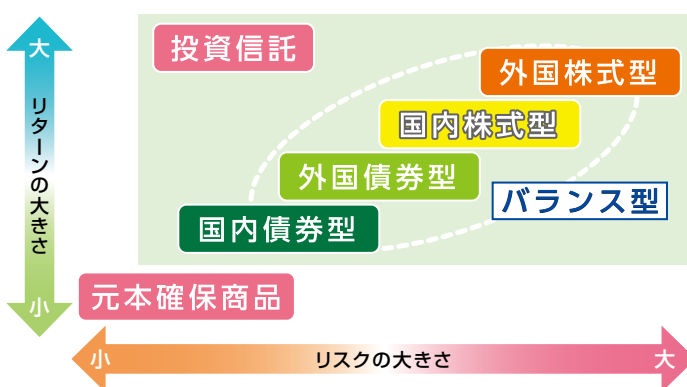 大
リターンの大きさ
小
投資信託
外国株式型
国内株式型
外国債券型
バランス型
国内債券型
元本確保商品
小
リスクの大きさ
大